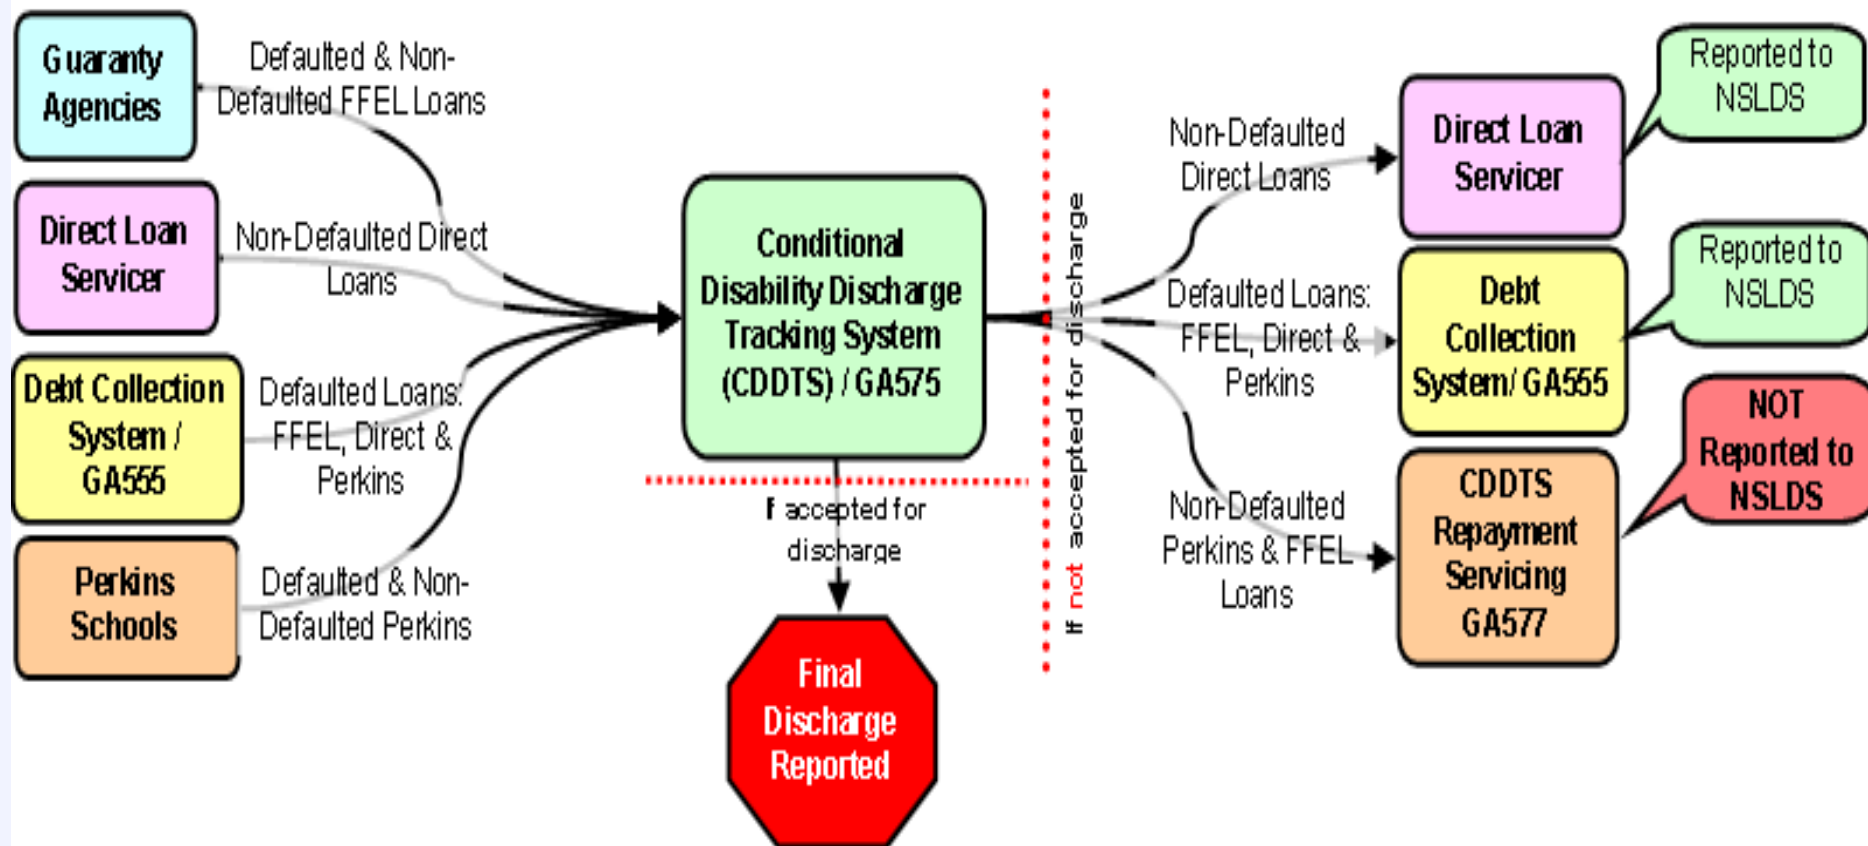 Guaranty
Agencies
Defaulted & Non-
Defaulted FFEL Loans
Direct Loan
Servicer
Non-Defaulted Direct
Loans
Debt Collection
System /
GA555
Defaulted Loans:
FFEL, Direct &
Perkins
Perkins
Schools
Defaulted & Non-
Defaulted Perkins
Conditional
Disability Discharge
Tracking System
(CDDTS) / GA575
If accepted for
discharge
Final
Discharge
Reported
If not accepted for discharge
Non-Defaulted
Direct Loans
Direct Loan
Servicer
Reported to
NSLDS
Defaulted Loans:
FFEL, Direct &
Perkins
Debt
Collection
System/ GA555
Reported to
NSLDS
Non-Defaulted
Perkins & FFEL
Loans
CDDTS
Repayment
Servicing
GA577
NOT
Reported to
NSLDS